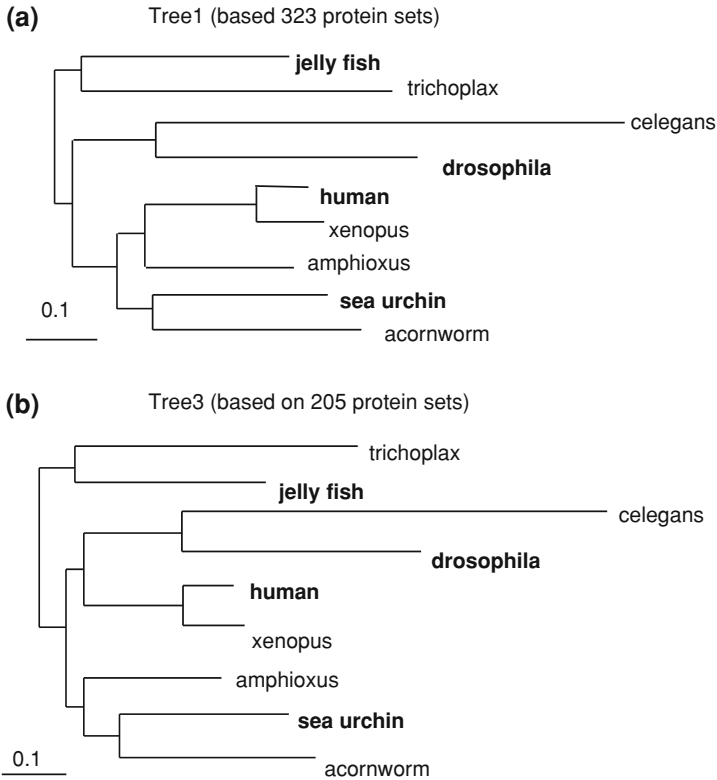 (a) Tree1 (based 323 protein sets)
jelly fish
trichoplax
celegans
drosophila
human
xenopus
amphioxus
sea urchin
0.1
acornworm
(b) Tree3 (based on 205 protein sets)
trichoplax
jelly fish
celegans
drosophila
human
xenopus
amphioxus
sea urchin
0.1
acornworm